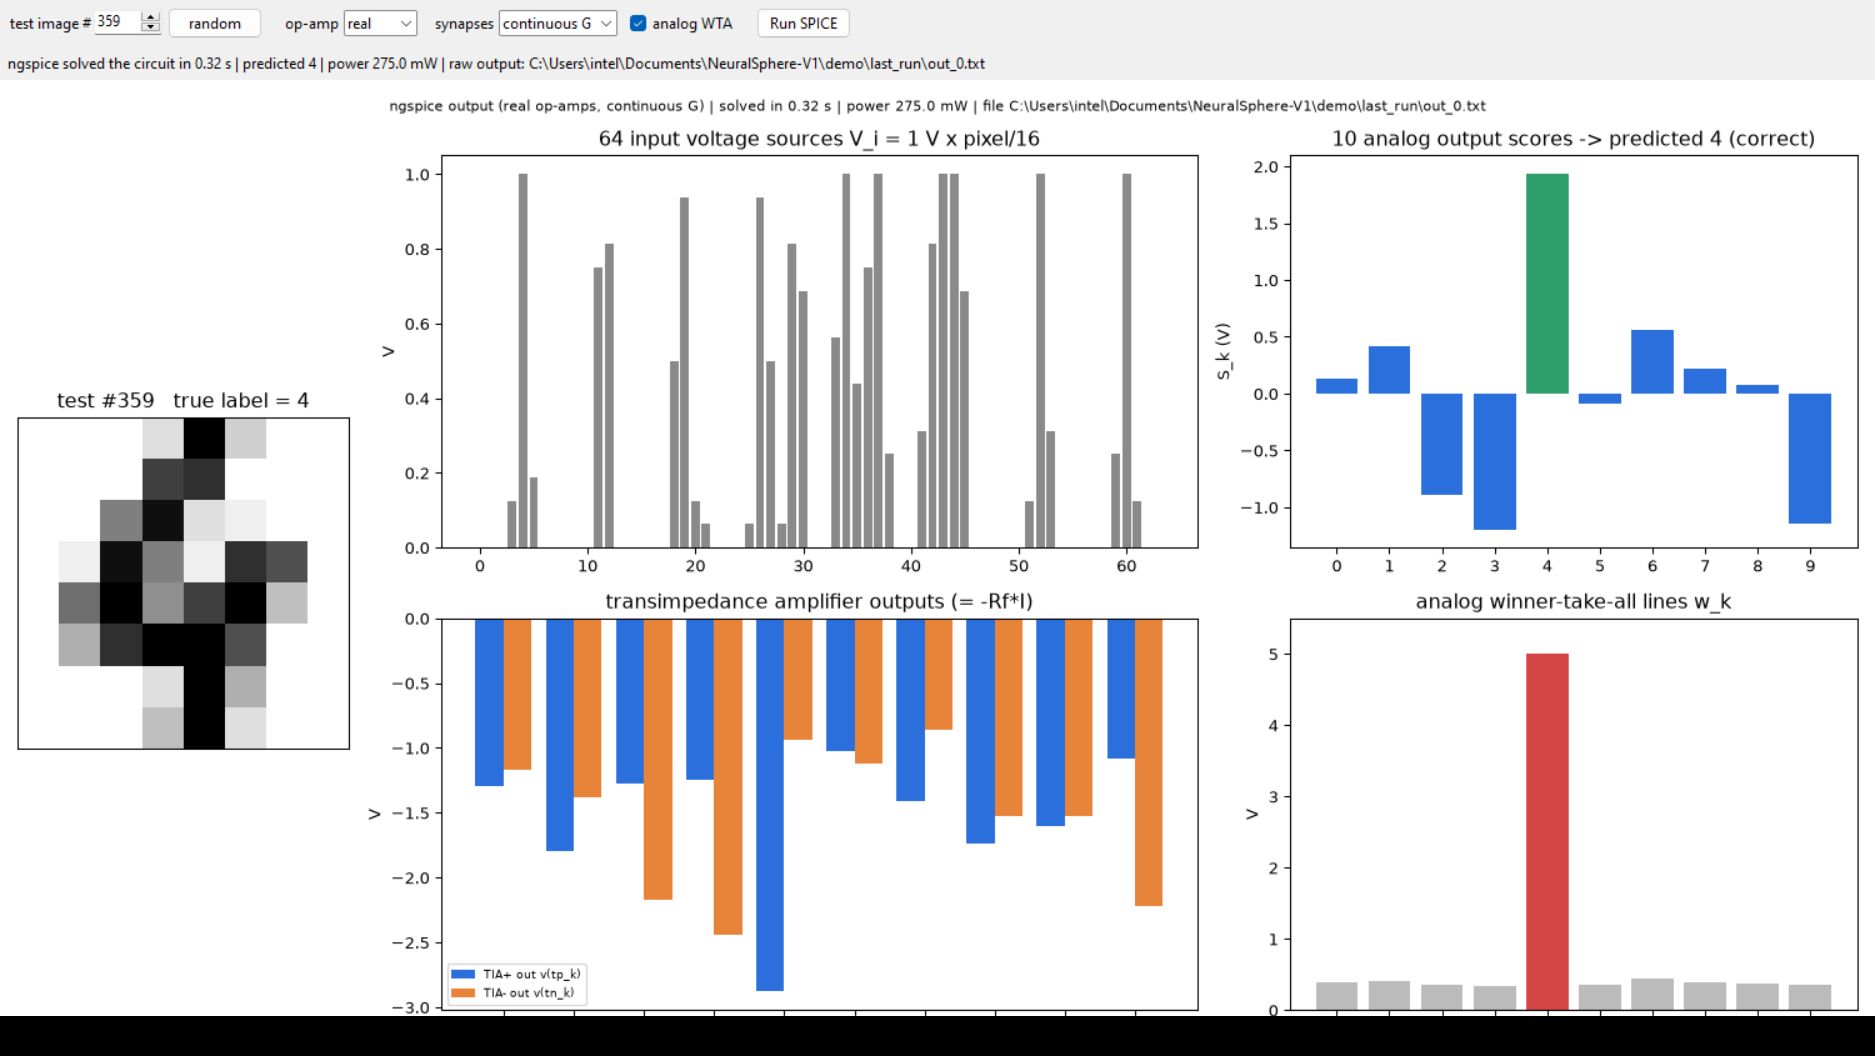 test image # 359 random op-amp real synapses continuous G analog WTA Run SPICE
ngspice solved the circuit in 0.32 s | predicted 4 | power 275.0 mW | raw output: C:\Users\intel\Documents\NeuralSphere-V1\demo\last_run\out_0.txt
ngspice output (real op-amps, continuous G) | solved in 0.32 s | power 275.0 mW | file C:\Users\intel\Documents\NeuralSphere-V1\demo\last_run\out_0.txt
test #359 true label = 4
64 input voltage sources V_i = 1 V x pixel/16
V
1.0
0.8
0.6
0.4
0.2
0.0
0 10 20 30 40 50 60
10 analog output scores -> predicted 4 (correct)
S_k (V)
2.0
1.5
1.0
0.5
0.0
−0.5
−1.0
0 1 2 3 4 5 6 7 8 9
transimpedance amplifier outputs (= -Rf*I)
V
0.0
−0.5
−1.0
−1.5
−2.0
−2.5
−3.0
TIA+ out v(tp_k)
TIA- out v(tn_k)
analog winner-take-all lines w_k
V
5
4
3
2
1
0